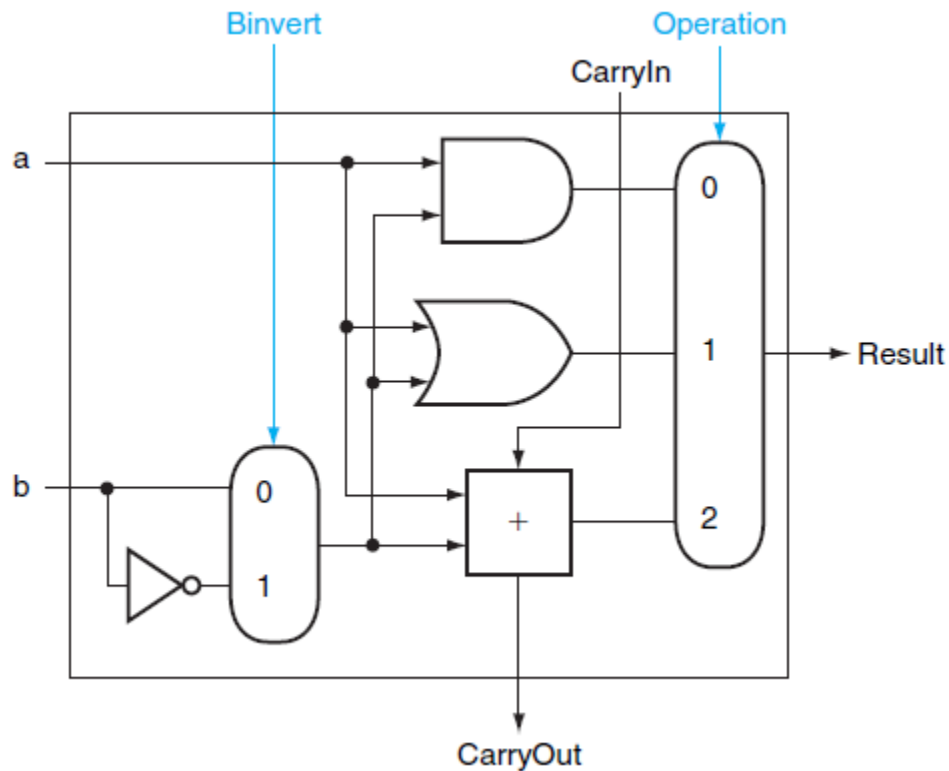 Binvert
Operation
CarryIn
a
0
1
Result
b
0
+
2
1
CarryOut